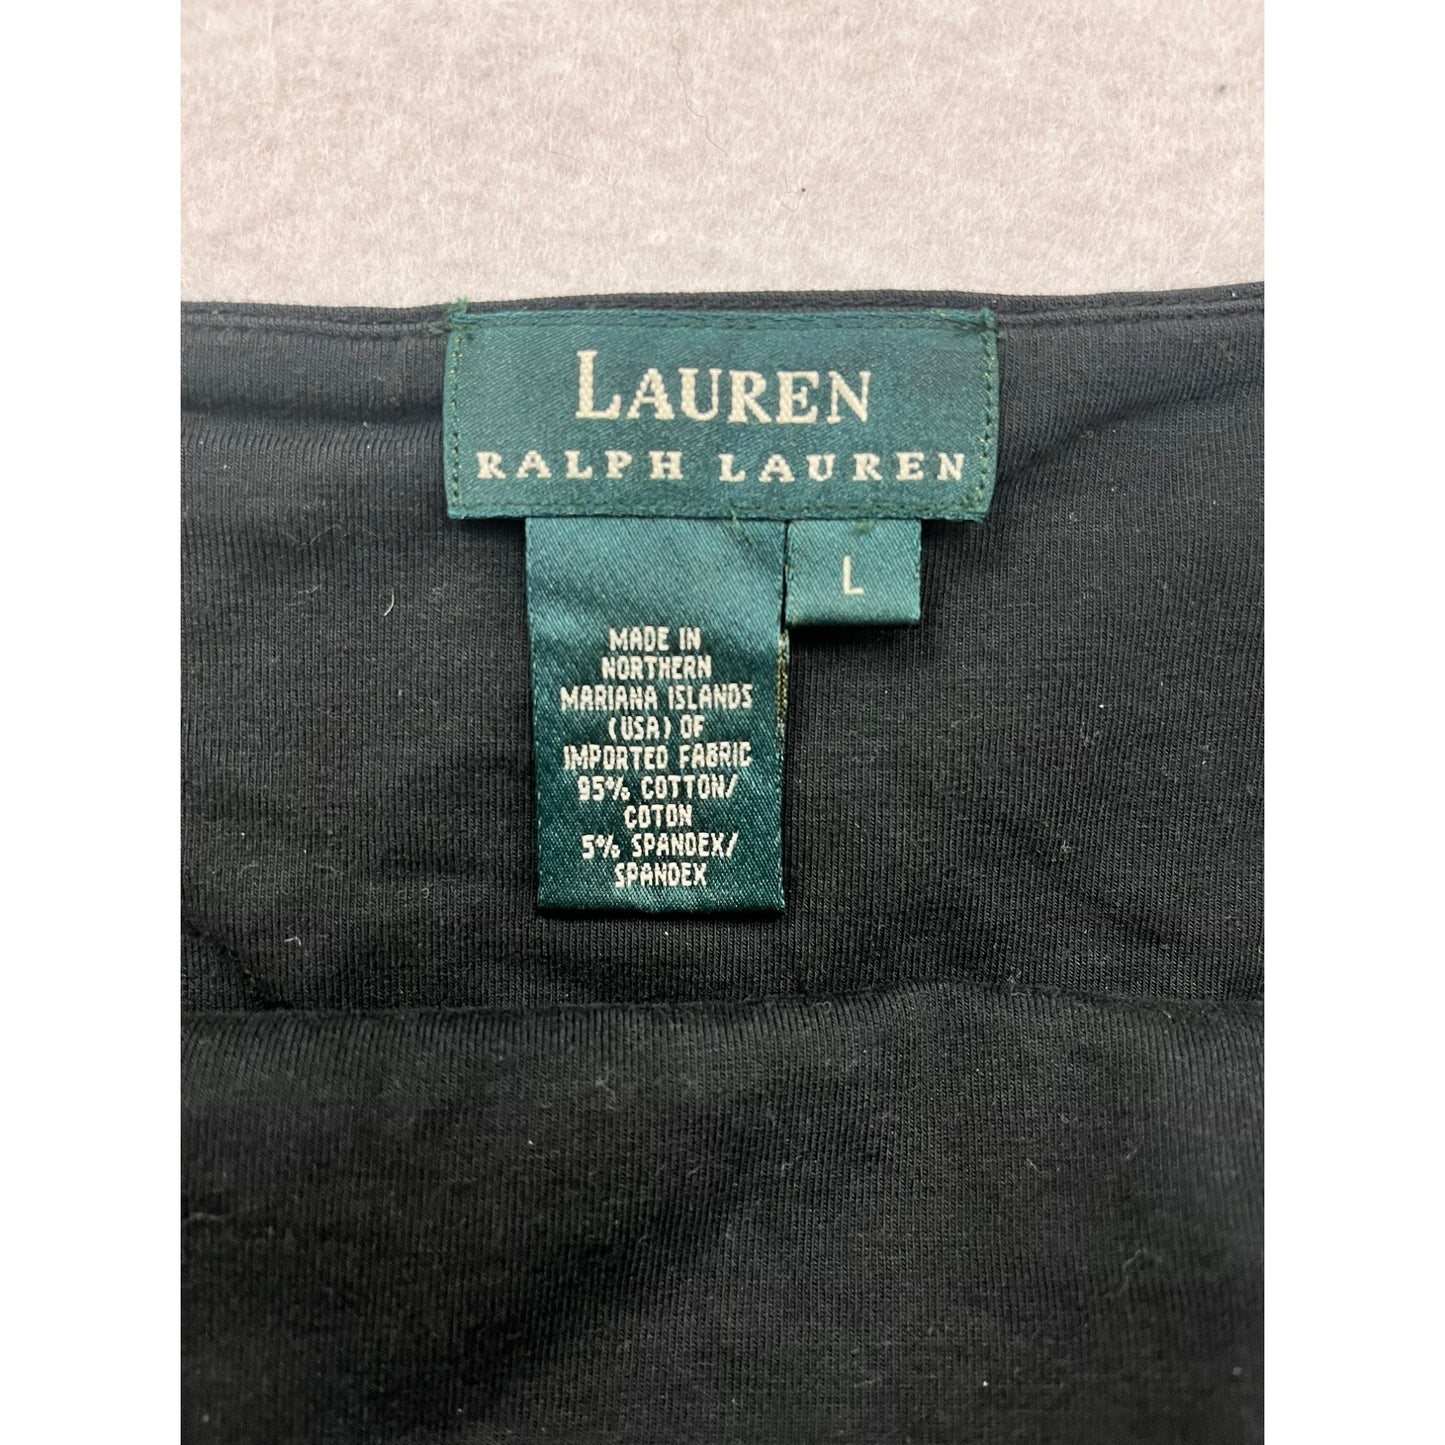 LAUREN
RALPH LAUREN
L
MADE IN
NORTHERN
MARIANA ISLANDS
(USA) OF
IMPORTED FABRIC
95% COTTON/
COTON
5% SPANDEX/
SPANDEX